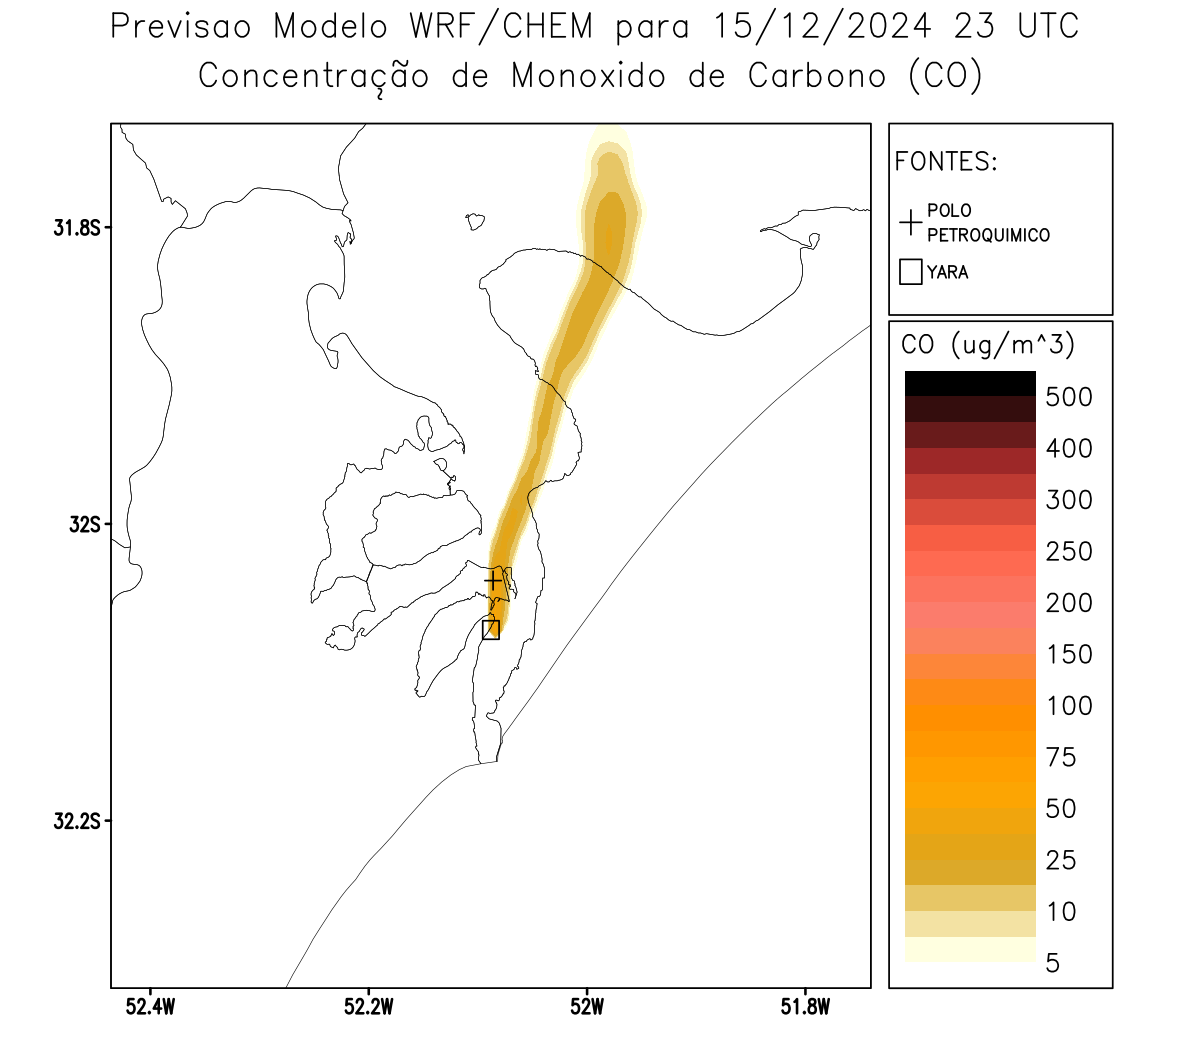 Previsao Modelo WRF/CHEM para 15/12/2024 23 UTC
Concentração de Monoxido de Carbono (CO)
FONTES:
POLO
PETROQUIMICO
YARA
31.8S
32S
32.2S
52.4W
52.2W
52W
51.8W
CO (ug/m^3)
500
400
300
250
200
150
100
75
50
25
10
5